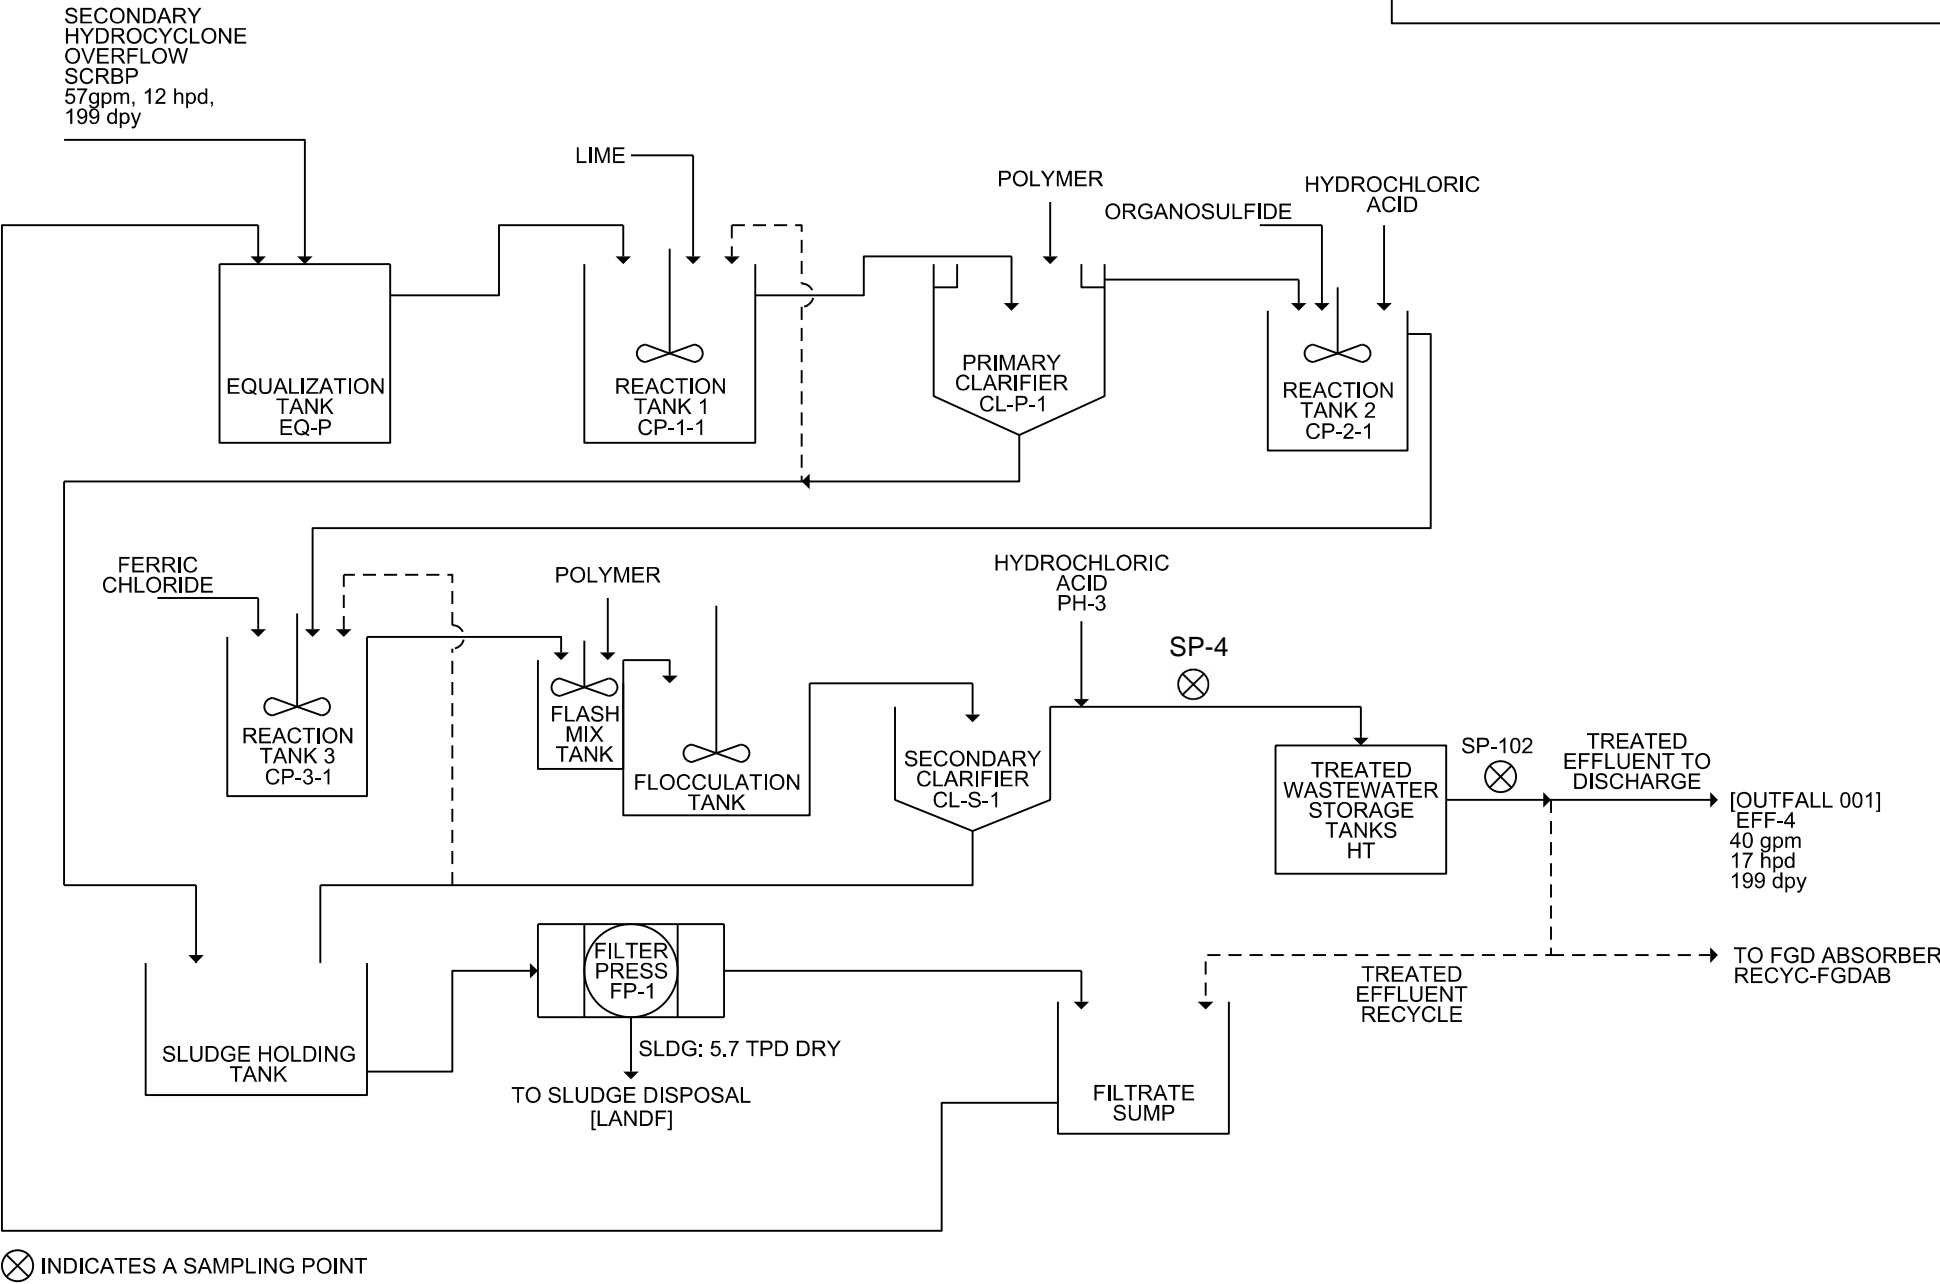 SECONDARY
HYDROCYCLONE
OVERFLOW
SCRBP
57gpm, 12 hpd,
199 dpy
LIME
POLYMER
ORGANOSULFIDE
HYDROCHLORIC
ACID
EQUALIZATION
TANK
EQ-P
REACTION
TANK 1
CP-1-1
PRIMARY
CLARIFIER
CL-P-1
REACTION
TANK 2
CP-2-1
FERRIC
CHLORIDE
POLYMER
HYDROCHLORIC
ACID
PH-3
SP-4
REACTION
TANK 3
CP-3-1
FLASH
MIX
TANK
FLOCCULATION
TANK
SECONDARY
CLARIFIER
CL-S-1
TREATED
WASTEWATER
STORAGE
TANKS
HT
SP-102
TREATED
EFFLUENT TO
DISCHARGE
[OUTFALL 001]
EFF-4
40 gpm
17 hpd
199 dpy
TO FGD ABSORBER
RECYC-FGDAB
TREATED
EFFLUENT
RECYCLE
SLUDGE HOLDING
TANK
FILTER
PRESS
FP-1
SLDG: 5.7 TPD DRY
TO SLUDGE DISPOSAL
[LANDF]
FILTRATE
SUMP
INDICATES A SAMPLING POINT